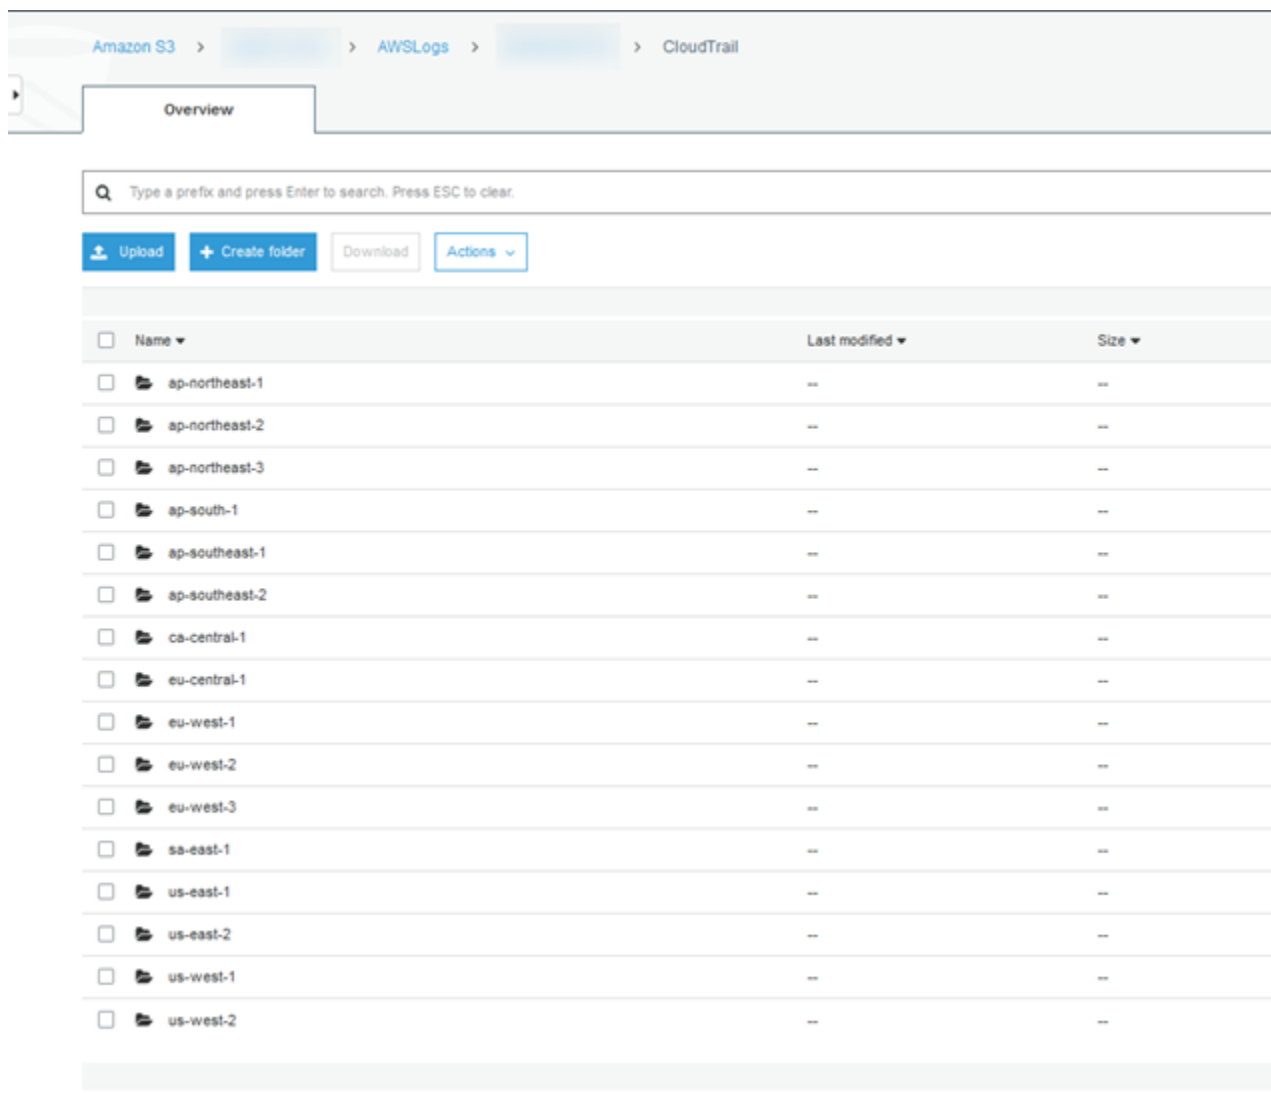 Amazon S3 > > AWSLogs > > CloudTrail
Overview
Type a prefix and press Enter to search. Press ESC to clear.
Upload + Create folder Download Actions
Name Last modified Size
ap-northeast-1 -- --
ap-northeast-2 -- --
ap-northeast-3 -- --
ap-south-1 -- --
ap-southeast-1 -- --
ap-southeast-2 -- --
ca-central-1 -- --
eu-central-1 -- --
eu-west-1 -- --
eu-west-2 -- --
eu-west-3 -- --
sa-east-1 -- --
us-east-1 -- --
us-east-2 -- --
us-west-1 -- --
us-west-2 -- --